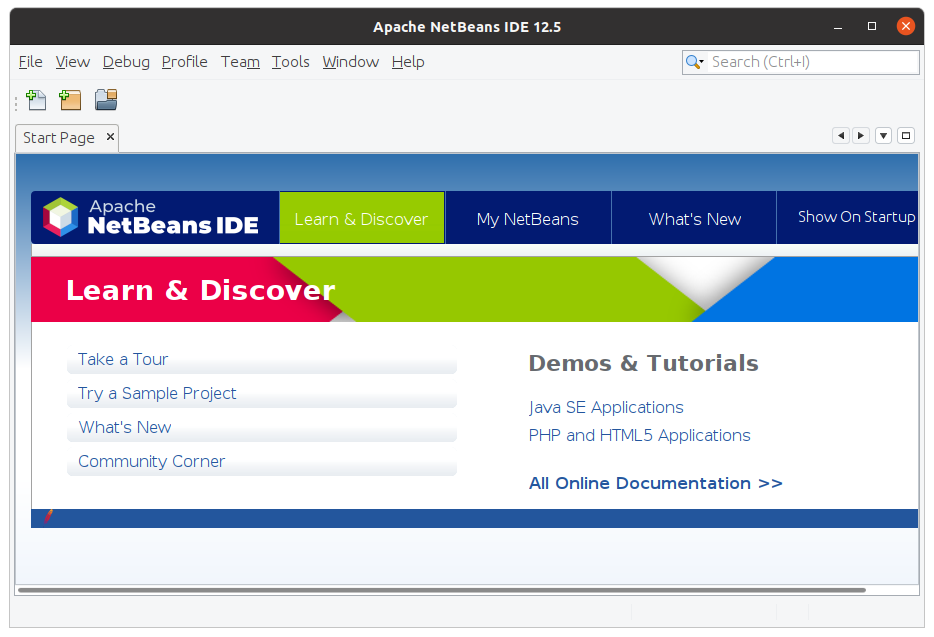 Apache NetBeans IDE 12.5
File View Debug Profile Team Tools Window Help Search (Ctrl+I)
Start Page
Apache
NetBeans IDE
Learn & Discover My NetBeans What's New Show On Startup
Learn & Discover
Take a Tour
Try a Sample Project
What's New
Community Corner
Demos & Tutorials
Java SE Applications
PHP and HTML5 Applications
All Online Documentation >>